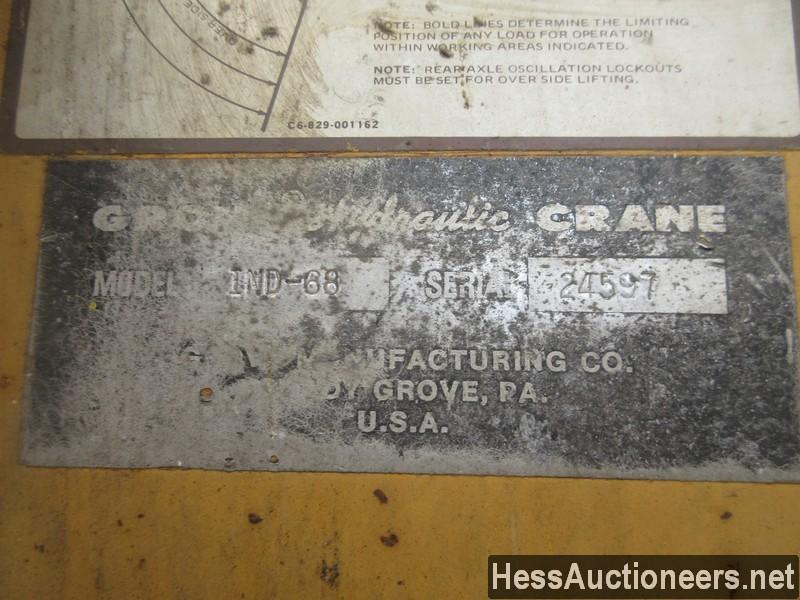 OVERSIDE
NOTE: BOLD LINES DETERMINE THE LIMITING
POSITION OF ANY LOAD FOR OPERATION
WITHIN WORKING AREAS INDICATED.
NOTE: REAR AXLE OSCILLATION LOCKOUTS
MUST BE SET FOR OVER SIDE LIFTING.
C6-829-001162
CRANE
MODEL IND-68 SERIAL 24597
MANUFACTURING CO.
GROVE, PA.
U.S.A.
HessAuctioneers.net